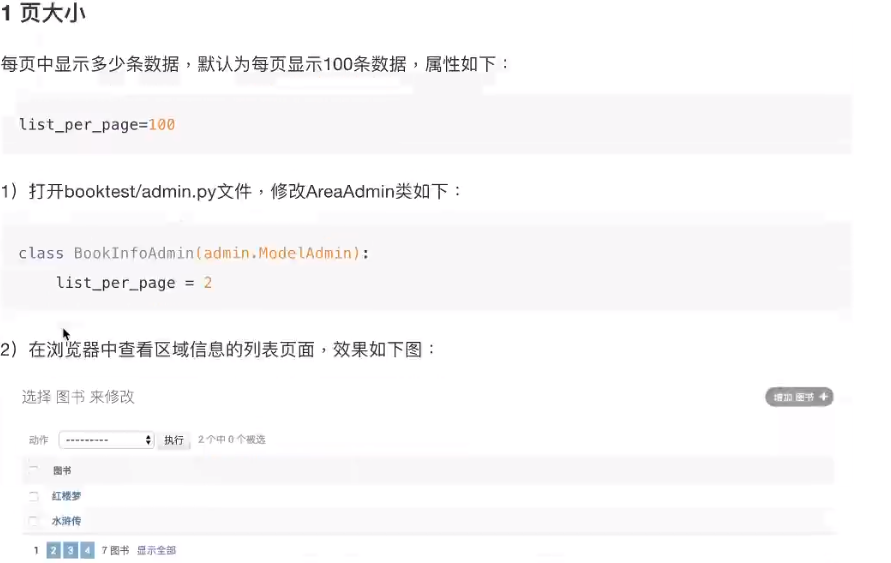 1 页大小
每页中显示多少条数据，默认为每页显示100条数据，属性如下：
list_per_page=100
1）打开booktest/admin.py文件，修改AreaAdmin类如下：
class BookInfoAdmin(admin.ModelAdmin):
    list_per_page = 2
2）在浏览器中查看区域信息的列表页面，效果如下图：
选择 图书 来修改
增加 图书 +
动作 --------- 执行 2 个中 0 个被选
图书
红楼梦
水浒传
1 2 3 4 7 图书 显示全部